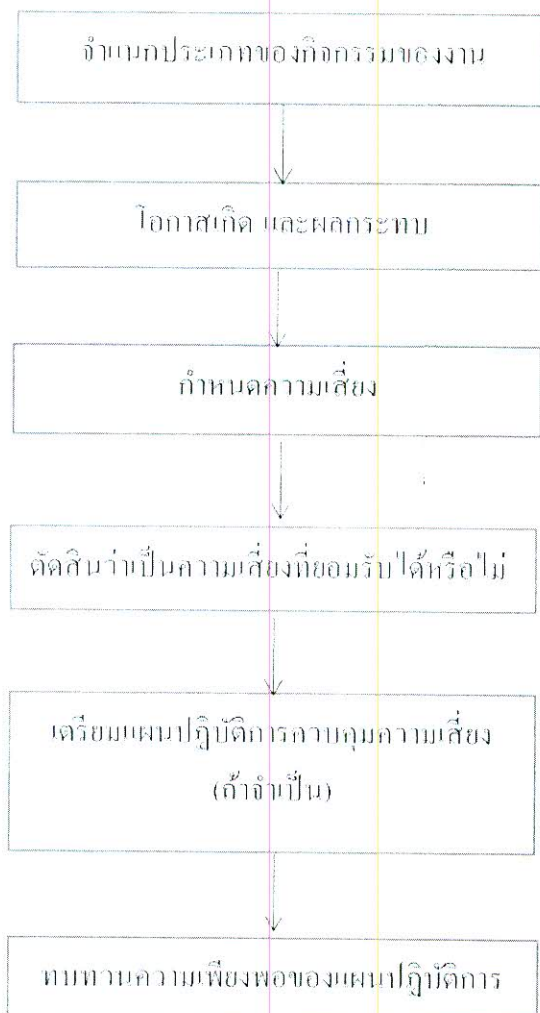 จำแนกประเภทของกิจกรรมของงาน
โอกาสเกิด และผลกระทบ
กำหนดความเสี่ยง
ตัดสินว่าเป็นความเสี่ยงที่ยอมรับได้หรือไม่
เตรียมแผนปฏิบัติการควบคุมความเสี่ยง
(ถ้าจำเป็น)
ทบทวนความเพียงพอของแผนปฏิบัติการ